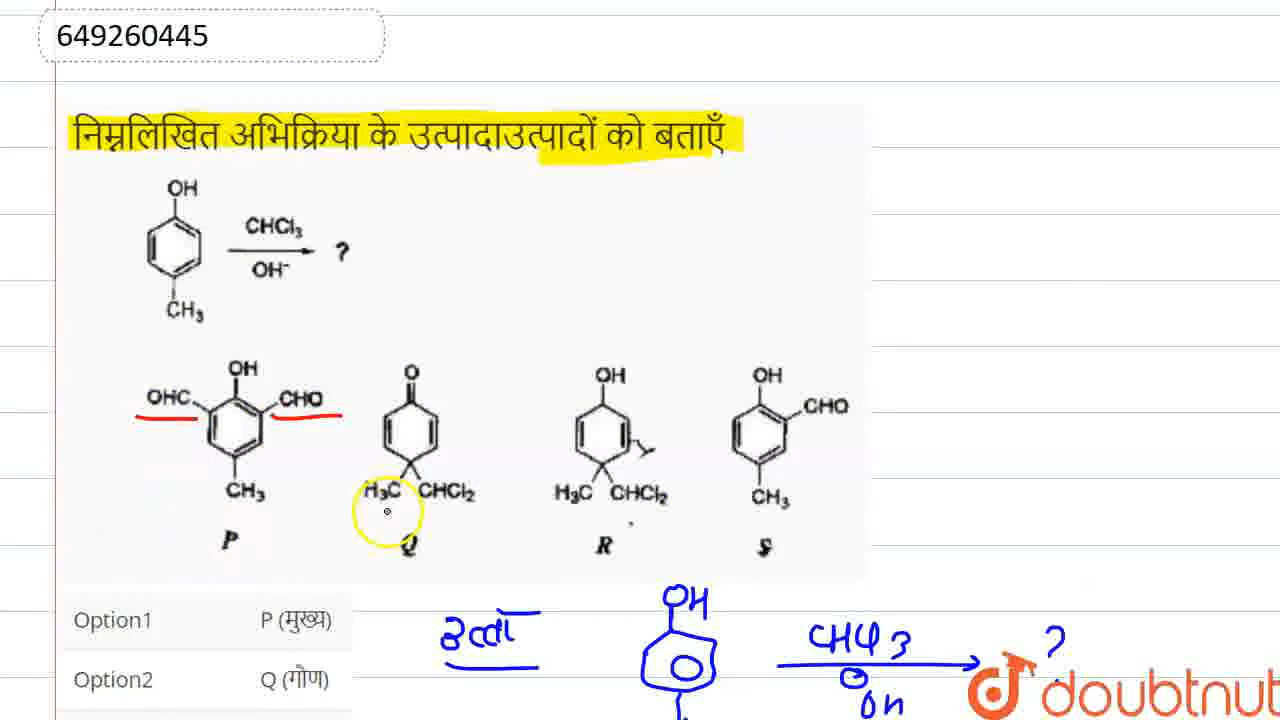 649260445
निम्नलिखित अभिक्रिया के उत्पादाउत्पादों को बताएँ
OH
CHCl₃
OH⁻
?
CH₃
OH
OHC CHO
CH₃
P
O
H₃C CHCl₂
Q
OH
H₃C CHCl₂
R
OH
CHO
CH₃
S
Option1 P (मुख्य)
Option2 Q (गोण)
OH
CHCl3
OH
?
doubtnut